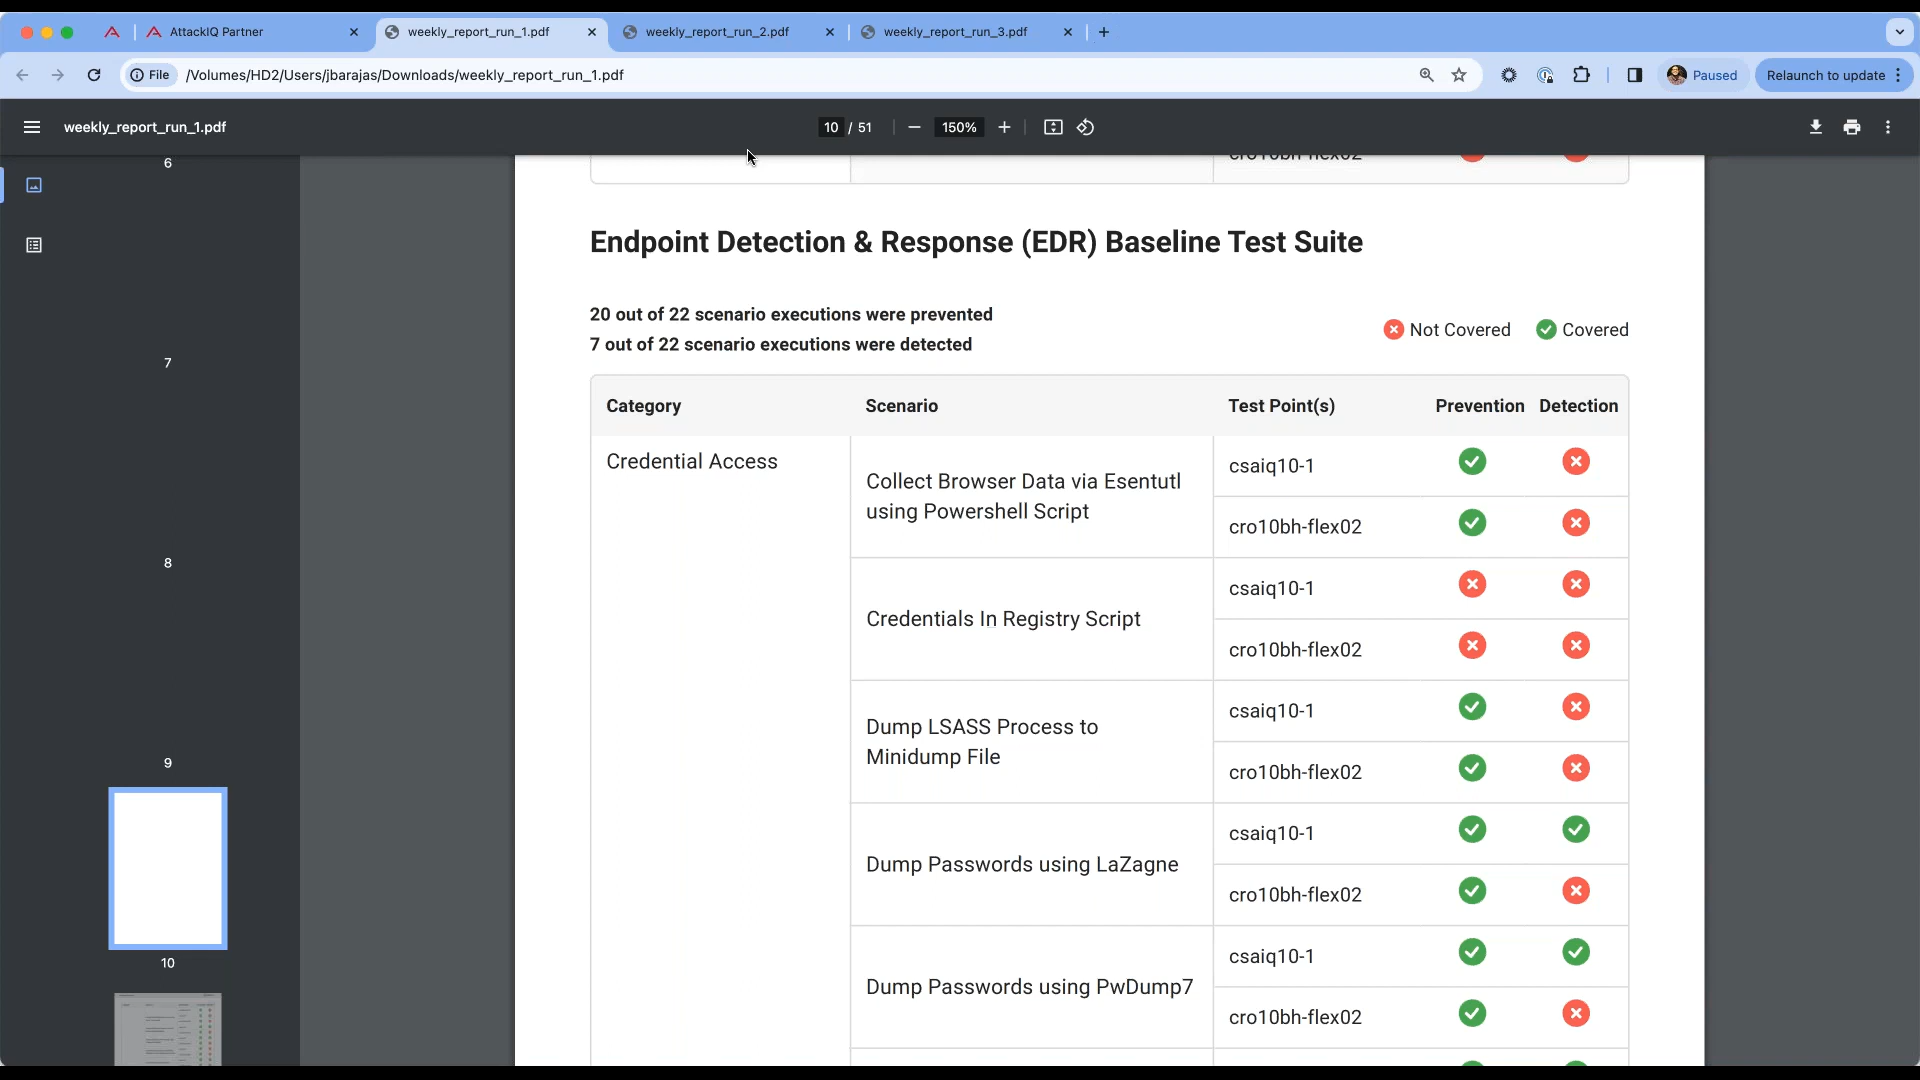 AttackIQ Partner
weekly_report_run_1.pdf
weekly_report_run_2.pdf
weekly_report_run_3.pdf
File
/Volumes/HD2/Users/jbarajas/Downloads/weekly_report_run_1.pdf
Paused
Relaunch to update
weekly_report_run_1.pdf
10 / 51
150%
6
7
8
9
10
cro10bh-flex02
Endpoint Detection & Response (EDR) Baseline Test Suite
20 out of 22 scenario executions were prevented
7 out of 22 scenario executions were detected
Not Covered
Covered
Category Scenario Test Point(s) Prevention Detection
Credential Access
Collect Browser Data via Esentutl
using Powershell Script
csaiq10-1
cro10bh-flex02
Credentials In Registry Script
csaiq10-1
cro10bh-flex02
Dump LSASS Process to
Minidump File
csaiq10-1
cro10bh-flex02
Dump Passwords using LaZagne
csaiq10-1
cro10bh-flex02
Dump Passwords using PwDump7
csaiq10-1
cro10bh-flex02